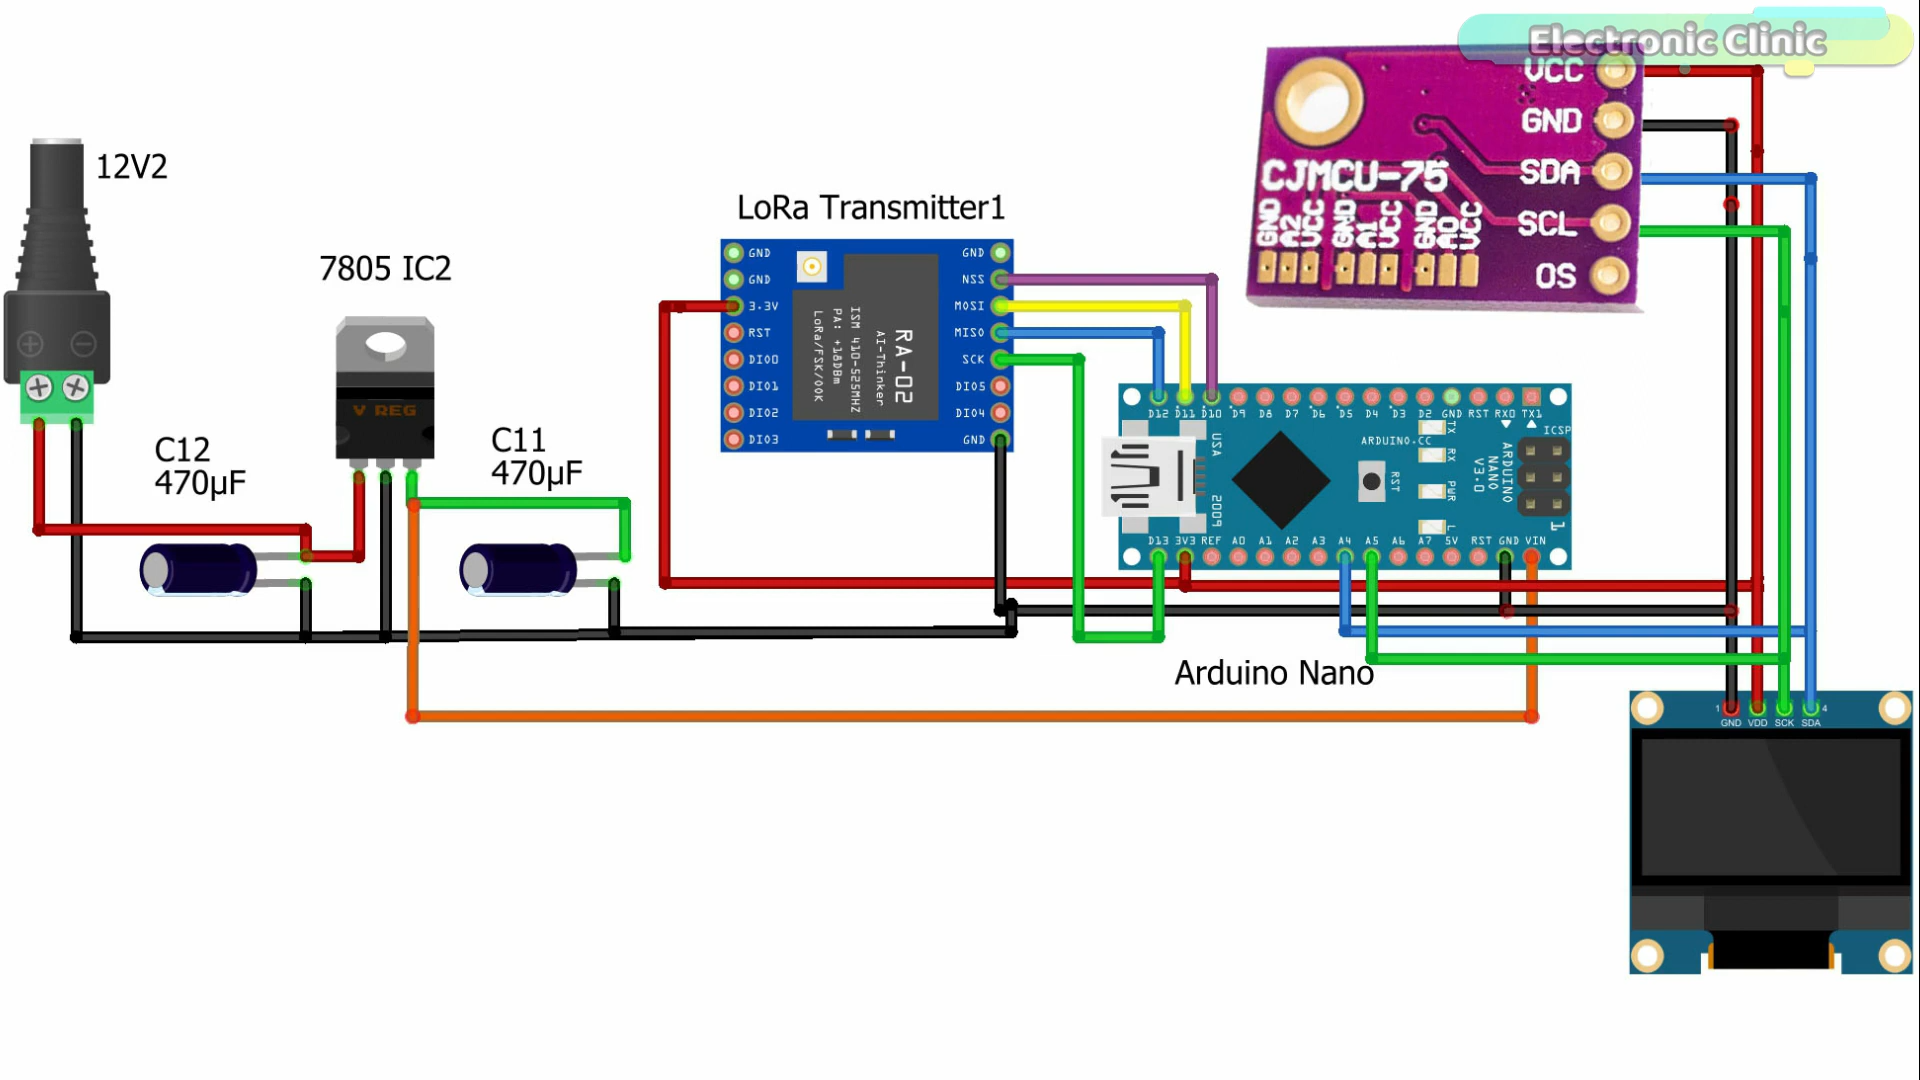 Electronic Clinic
12V2
7805 IC2
V REG
C12
470µF
C11
470µF
LoRa Transmitter1
GND
GND
3.3V
RST
DIO0
DIO1
DIO2
DIO3
GND
NSS
MOSI
MISO
SCK
DIO5
DIO4
GND
RA-02
AI-Thinker
ISM 410-525MHZ
PA: +18DBm
LoRa/FSK/OOK
VCC
GND
SDA
SCL
OS
CJMCU-75
GND A2 VCC GND A1 VCC GND A0 VCC
D12 D11 D10 D9 D8 D7 D6 D5 D4 D3 D2 GND RST RX0 TX1
USA
2009
ARDUINO.CC
RST
TX
RX
PWR
L
ARDUINO
NANO
V3.0
ICSP
1
D13 3V3 REF A0 A1 A2 A3 A4 A5 A6 A7 5V RST GND VIN
Arduino Nano
1 4
GND VDD SCK SDA